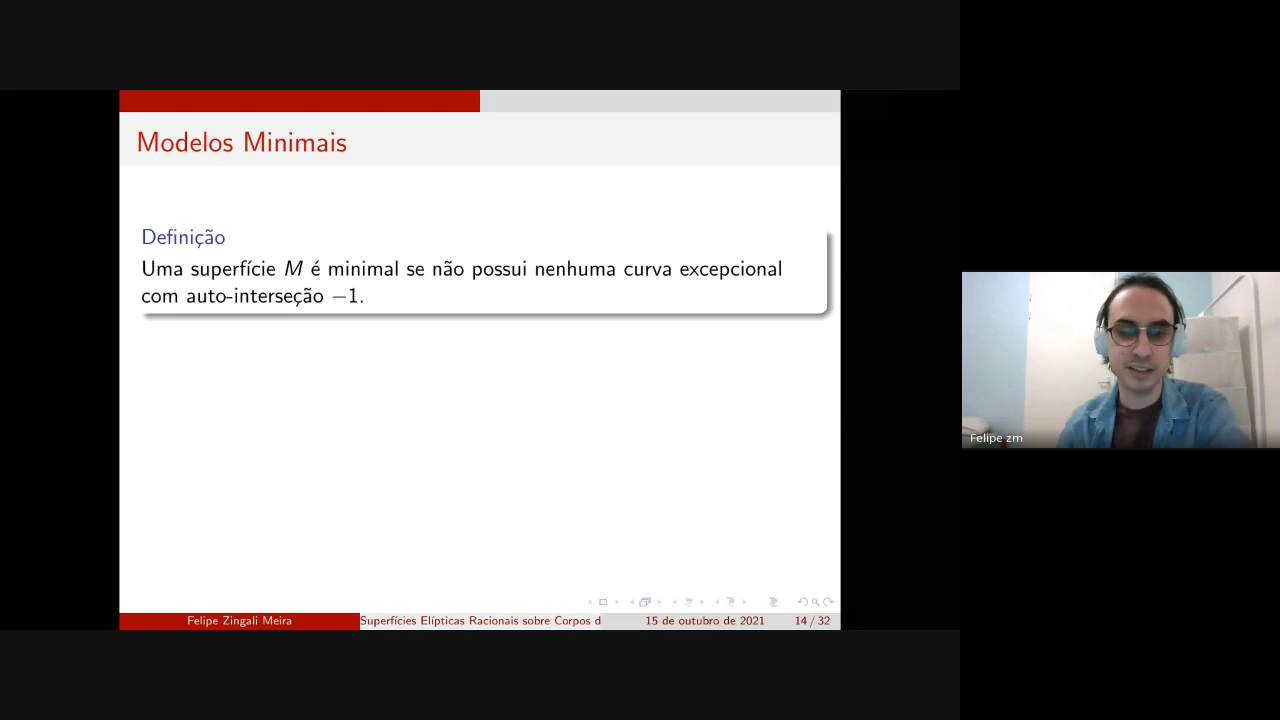 Modelos Minimais
Definição
Uma superfície M é minimal se não possui nenhuma curva excepcional
com auto-interseção −1.
Felipe Zingali Meira
Superfícies Elípticas Racionais sobre Corpos d
15 de outubro de 2021
14 / 32
Felipe zm